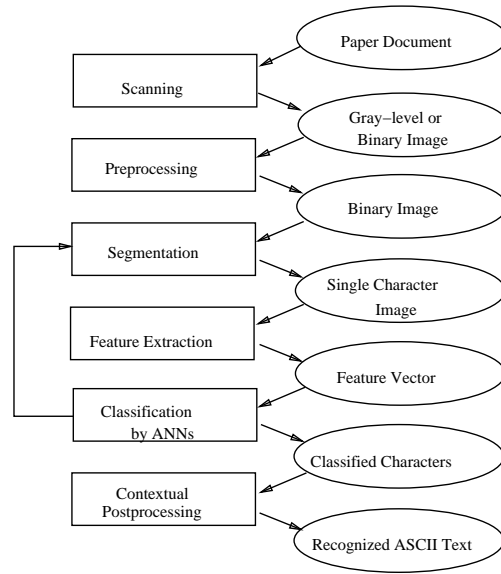 Paper Document
Scanning
Gray−level or
Binary Image
Preprocessing
Binary Image
Segmentation
Single Character
Image
Feature Extraction
Feature Vector
Classification
by ANNs
Classified Characters
Contextual
Postprocessing
Recognized ASCII Text